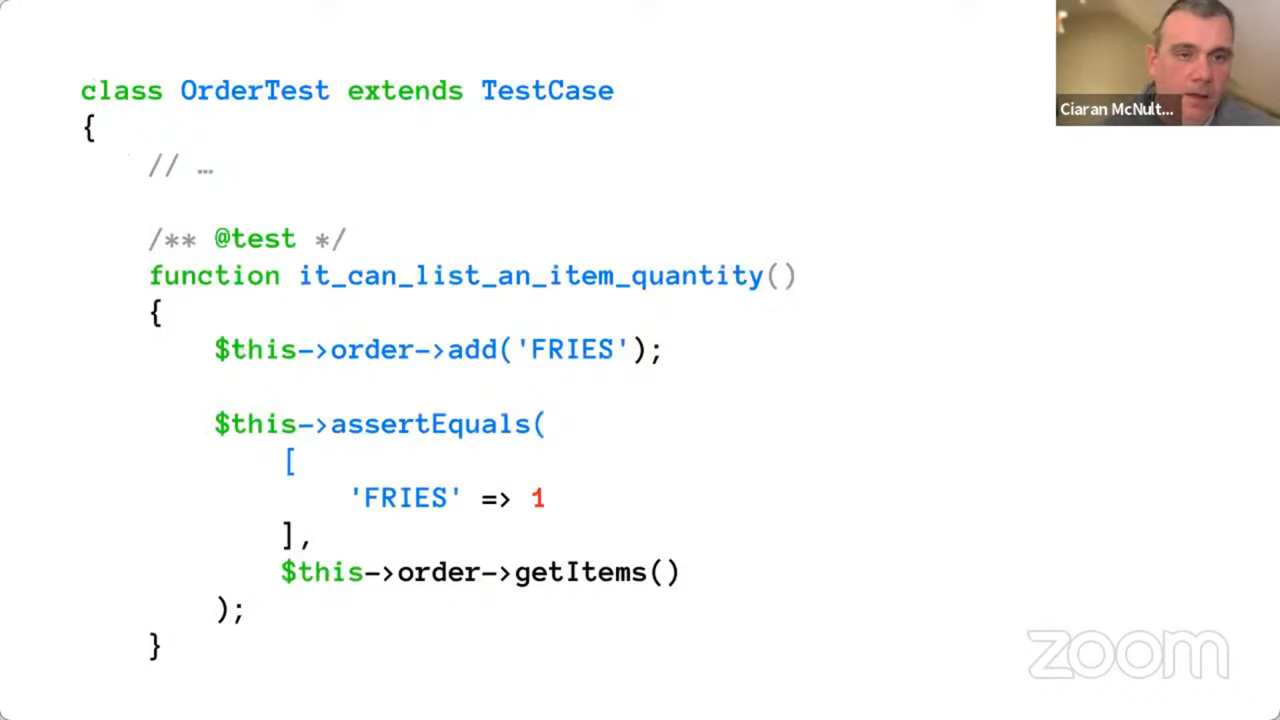 class OrderTest extends TestCase
{
// …
/** @test */
function it_can_list_an_item_quantity()
{
$this->order->add('FRIES');
$this->assertEquals(
[
'FRIES' => 1
],
$this->order->getItems()
);
}
Ciaran McNult...
zoom